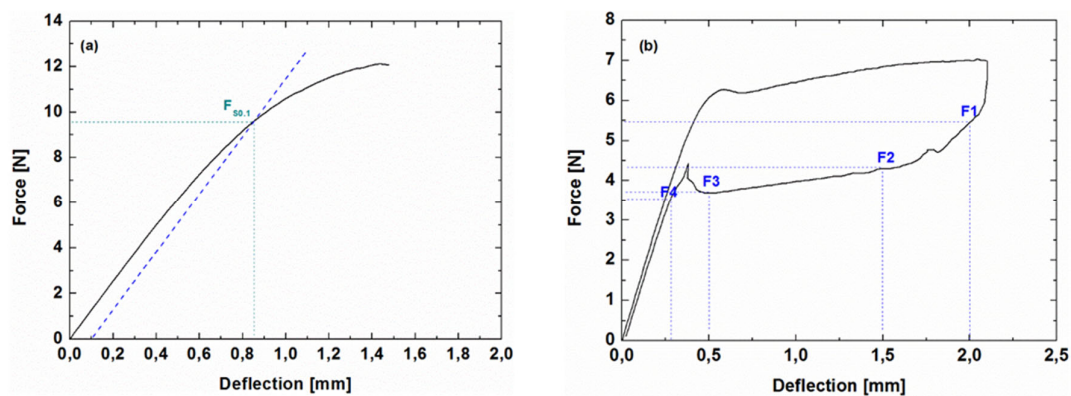 (a)
Force [N]
14
12
10
8
6
4
2
0
F S0.1
0,0 0,2 0,4 0,6 0,8 1,0 1,2 1,4 1,6 1,8 2,0
Deflection [mm]
(b)
Force [N]
8
7
6
5
4
3
2
1
0
F1
F2
F3
F4
0,0 0,5 1,0 1,5 2,0 2,5
Deflection [mm]